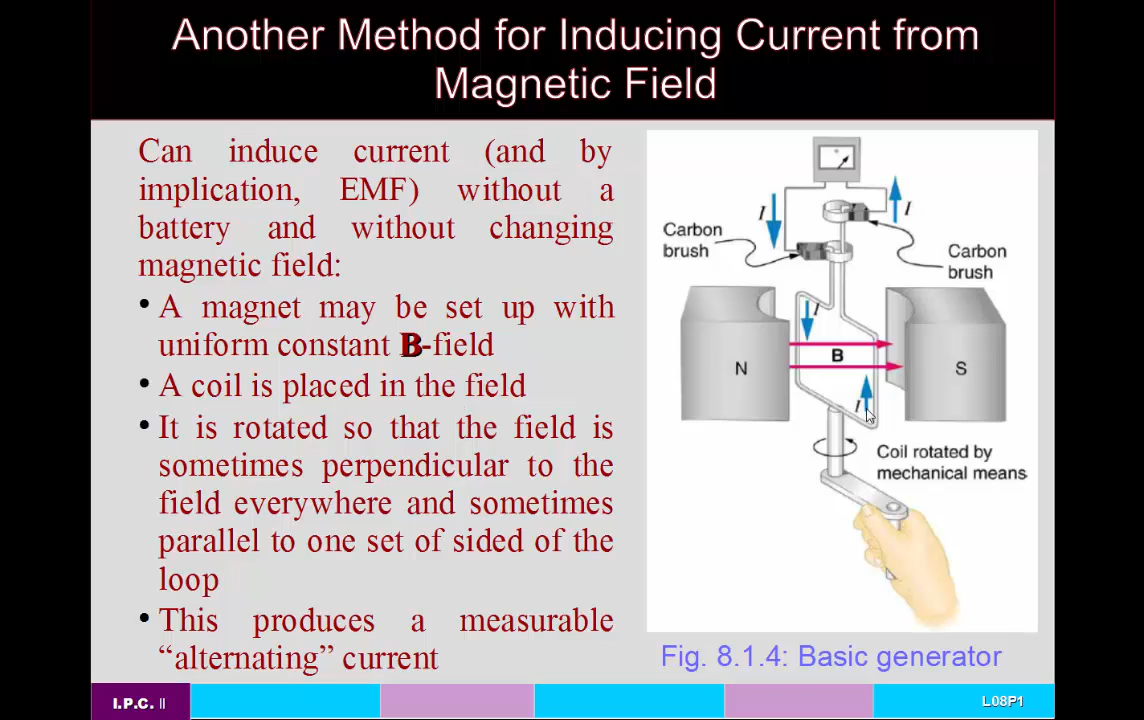 Another Method for Inducing Current from
Magnetic Field
Can induce current (and by
implication, EMF) without a
battery and without changing
magnetic field:
• A magnet may be set up with
uniform constant B-field
• A coil is placed in the field
• It is rotated so that the field is
sometimes perpendicular to the
field everywhere and sometimes
parallel to one set of sided of the
loop
• This produces a measurable
“alternating” current
I
I
Carbon
brush
Carbon
brush
I
B
N
S
I
Coil rotated by
mechanical means
Fig. 8.1.4: Basic generator
I.P.C. II
L08P1